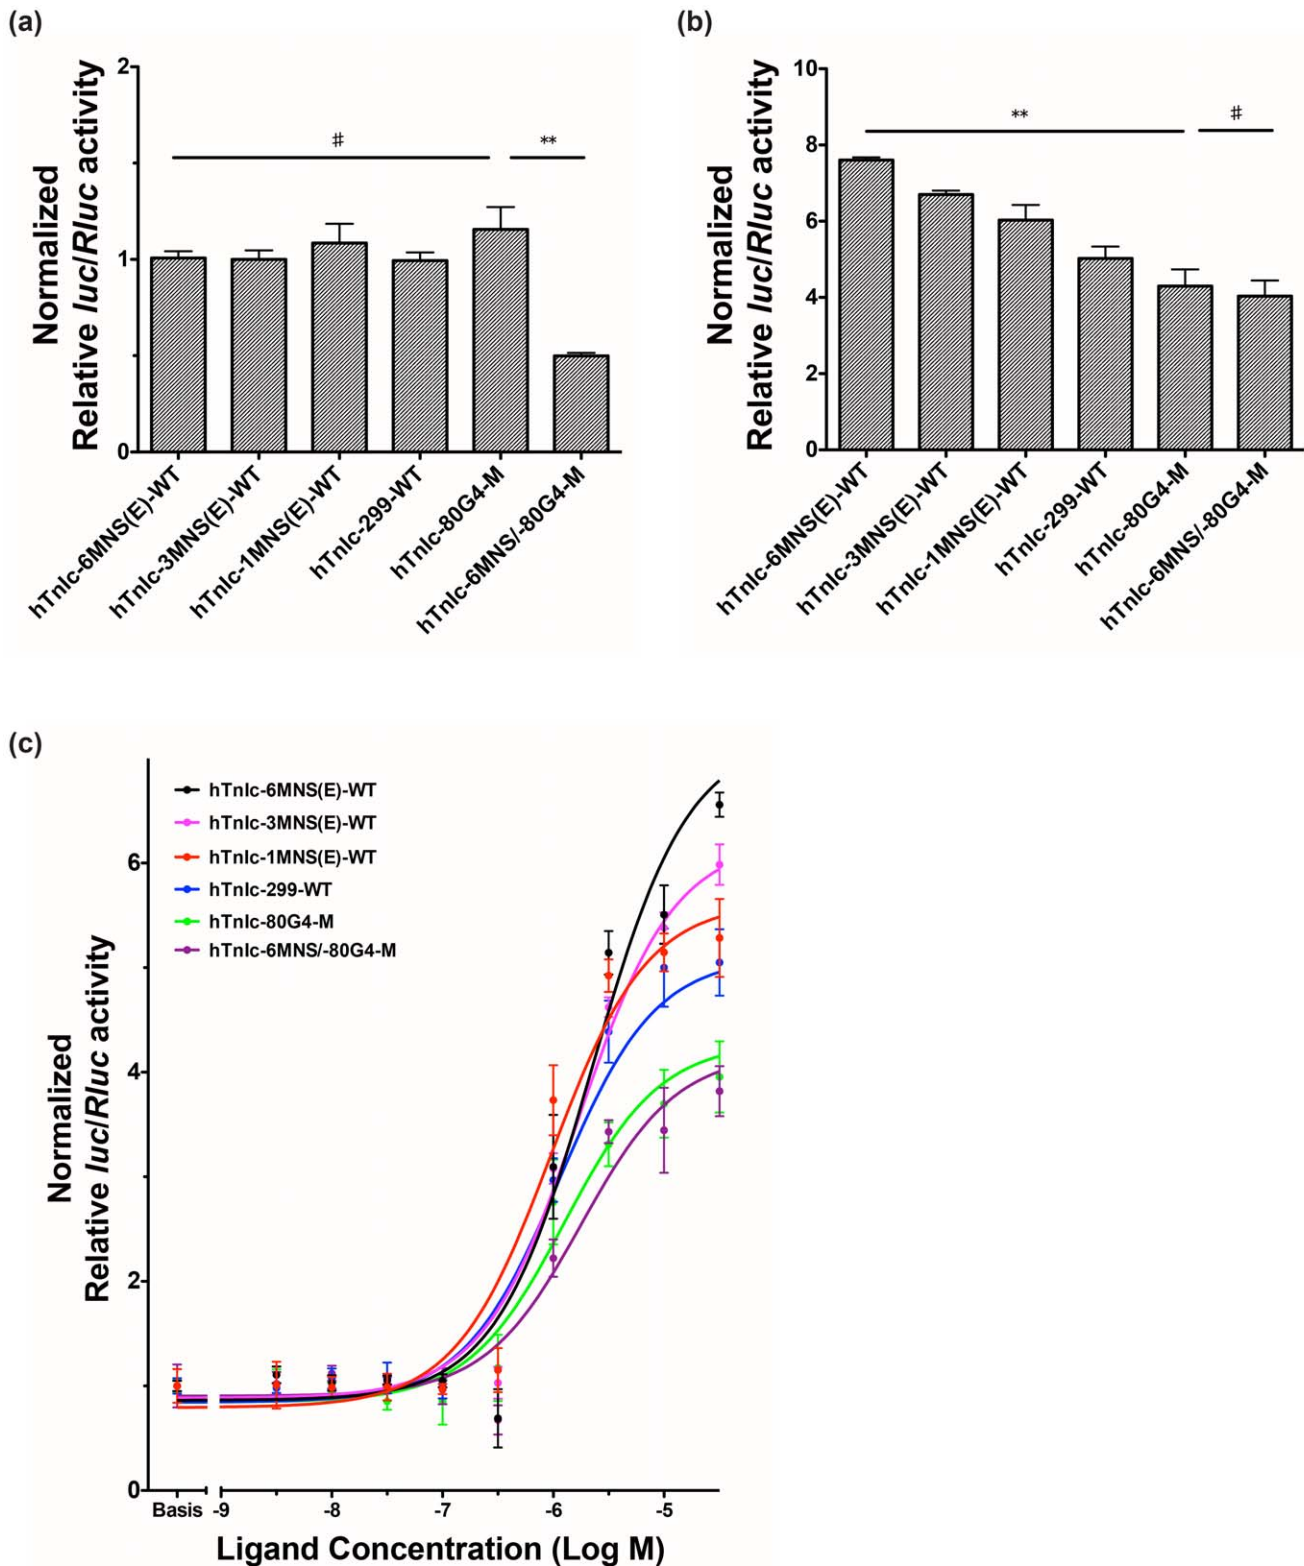 (a)
Normalized
Relative luc/Rluc activity
2
1
0
♯
**
hTnIc-6MNS(E)-WT
hTnIc-3MNS(E)-WT
hTnIc-1MNS(E)-WT
hTnIc-299-WT
hTnIc-80G4-M
hTnIc-6MNS/-80G4-M
(b)
Normalized
Relative luc/Rluc activity
10
8
6
4
2
0
**
♯
hTnIc-6MNS(E)-WT
hTnIc-3MNS(E)-WT
hTnIc-1MNS(E)-WT
hTnIc-299-WT
hTnIc-80G4-M
hTnIc-6MNS/-80G4-M
(c)
Normalized
Relative luc/Rluc activity
6
4
2
0
hTnIc-6MNS(E)-WT
hTnIc-3MNS(E)-WT
hTnIc-1MNS(E)-WT
hTnIc-299-WT
hTnIc-80G4-M
hTnIc-6MNS/-80G4-M
Basis -9 -8 -7 -6 -5
Ligand Concentration (Log M)